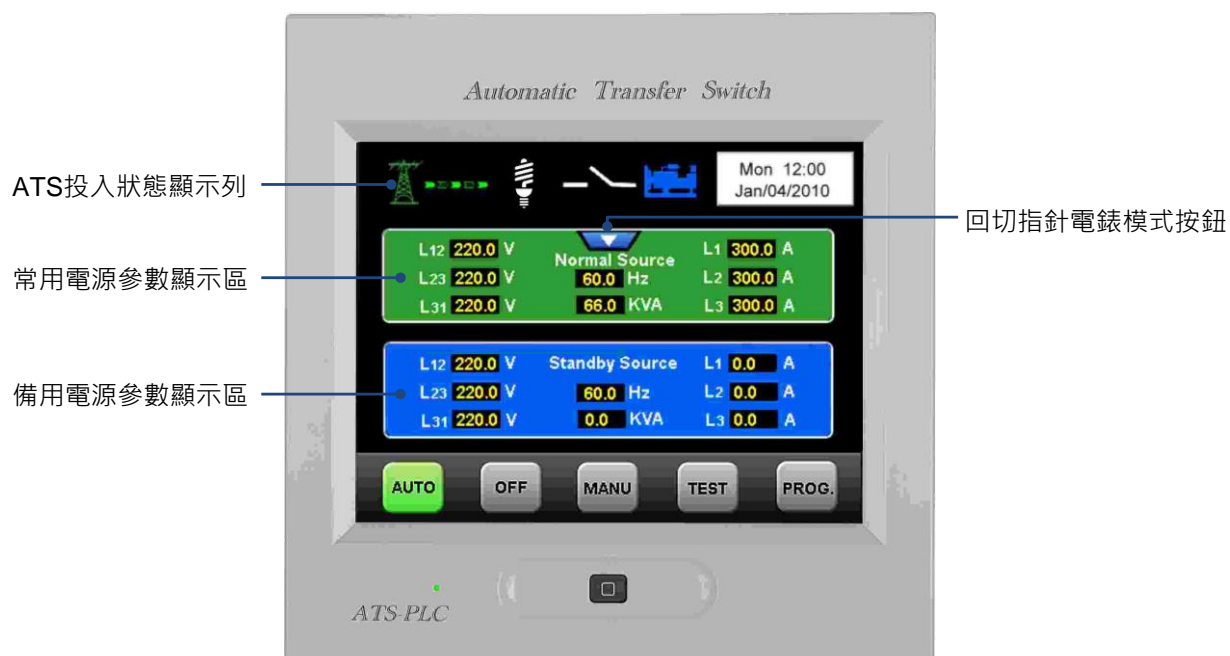 Automatic Transfer Switch
ATS投入狀態顯示列
Mon 12:00
Jan/04/2010
回切指針電錶模式按鈕
常用電源參數顯示區
L12 220.0 V
Normal Source
L1 300.0 A
L23 220.0 V
60.0 Hz
L2 300.0 A
L31 220.0 V
66.0 KVA
L3 300.0 A
備用電源參數顯示區
L12 220.0 V
Standby Source
L1 0.0 A
L23 220.0 V
60.0 Hz
L2 0.0 A
L31 220.0 V
0.0 KVA
L3 0.0 A
AUTO
OFF
MANU
TEST
PROG.
ATS-PLC